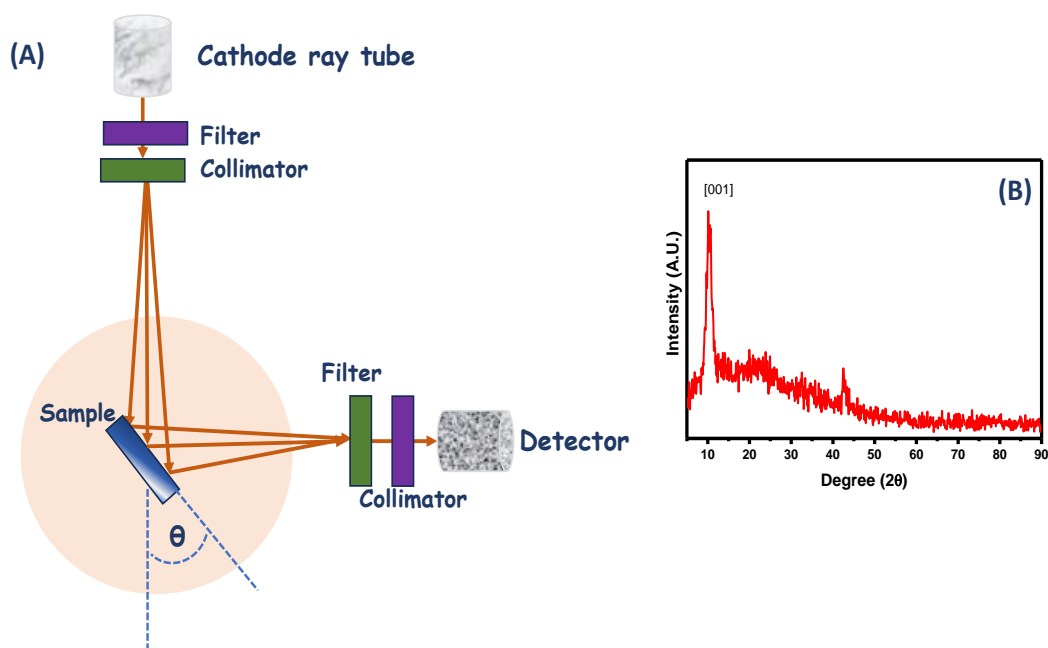 (A)
Cathode ray tube
Filter
Collimator
Sample
Filter
Detector
Collimator
θ
(B)
[001]
Intensity (A.U.)
10 20 30 40 50 60 70 80 90
Degree (2θ)